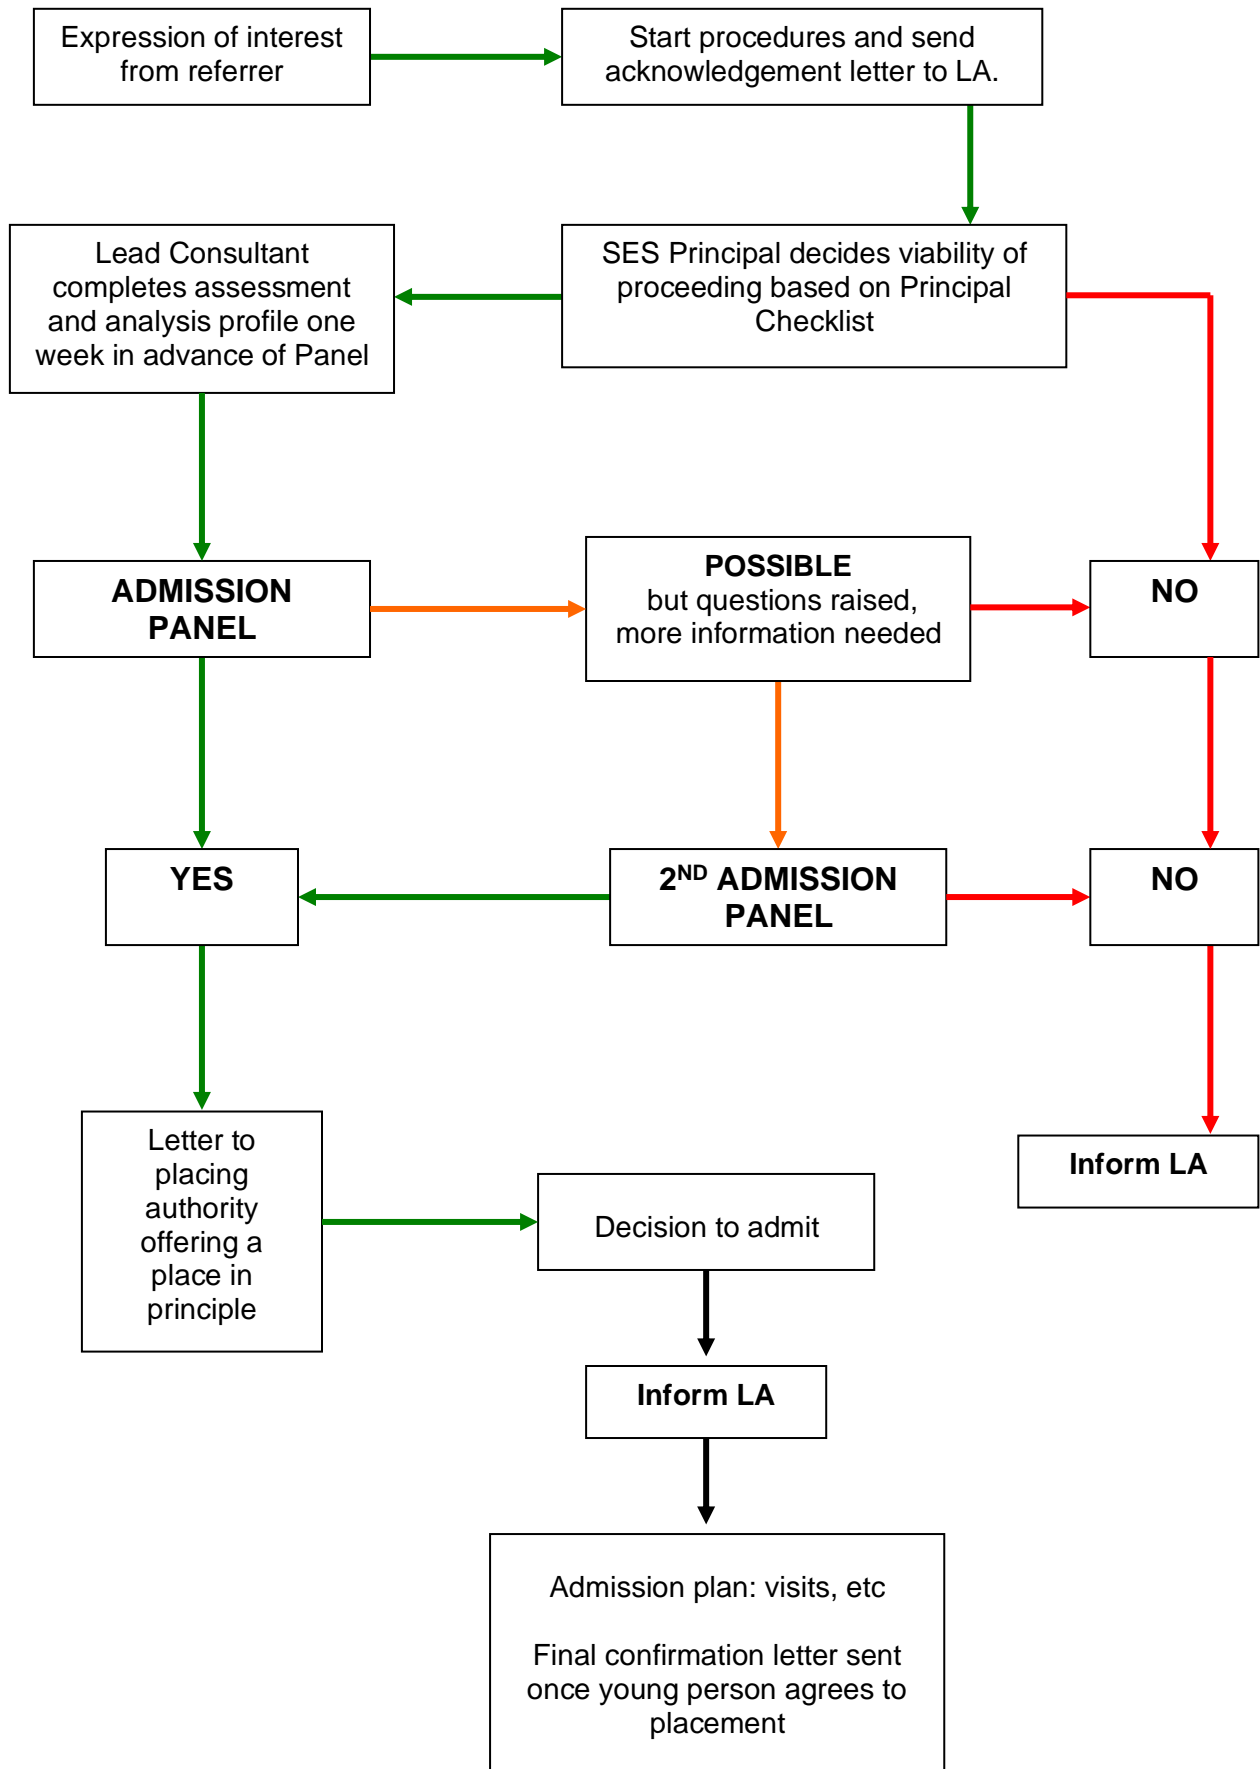 Expression of interest
from referrer
Start procedures and send
acknowledgement letter to LA.
Lead Consultant
completes assessment
and analysis profile one
week in advance of Panel
SES Principal decides viability of
proceeding based on Principal
Checklist
ADMISSION
PANEL
POSSIBLE
but questions raised,
more information needed
NO
YES
2ND ADMISSION
PANEL
NO
Letter to
placing
authority
offering a
place in
principle
Decision to admit
Inform LA
Inform LA
Admission plan: visits, etc
Final confirmation letter sent
once young person agrees to
placement